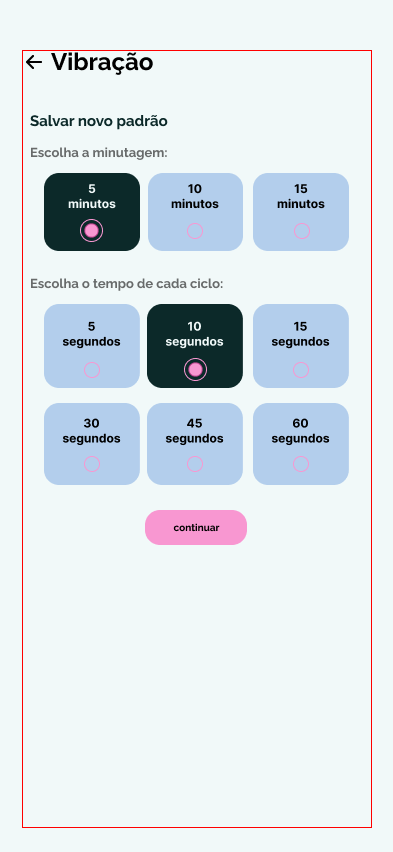 Vibração
Salvar novo padrão
Escolha a minutagem:
5 minutos
10 minutos
15 minutos
Escolha o tempo de cada ciclo:
5 segundos
10 segundos
15 segundos
30 segundos
45 segundos
60 segundos
continuar